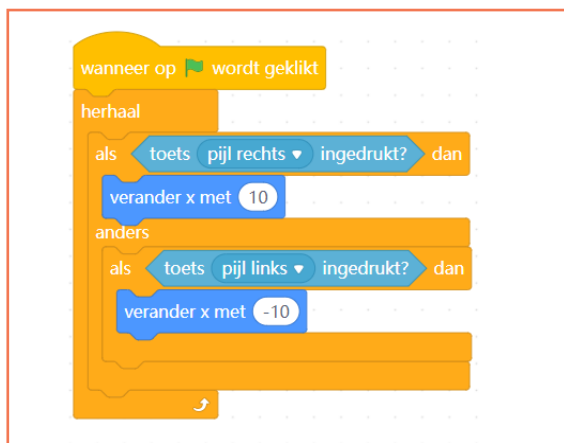 wanneer op wordt geklikt
herhaal
als toets pijl rechts ingedrukt? dan
verander x met 10
anders
als toets pijl links ingedrukt? dan
verander x met -10